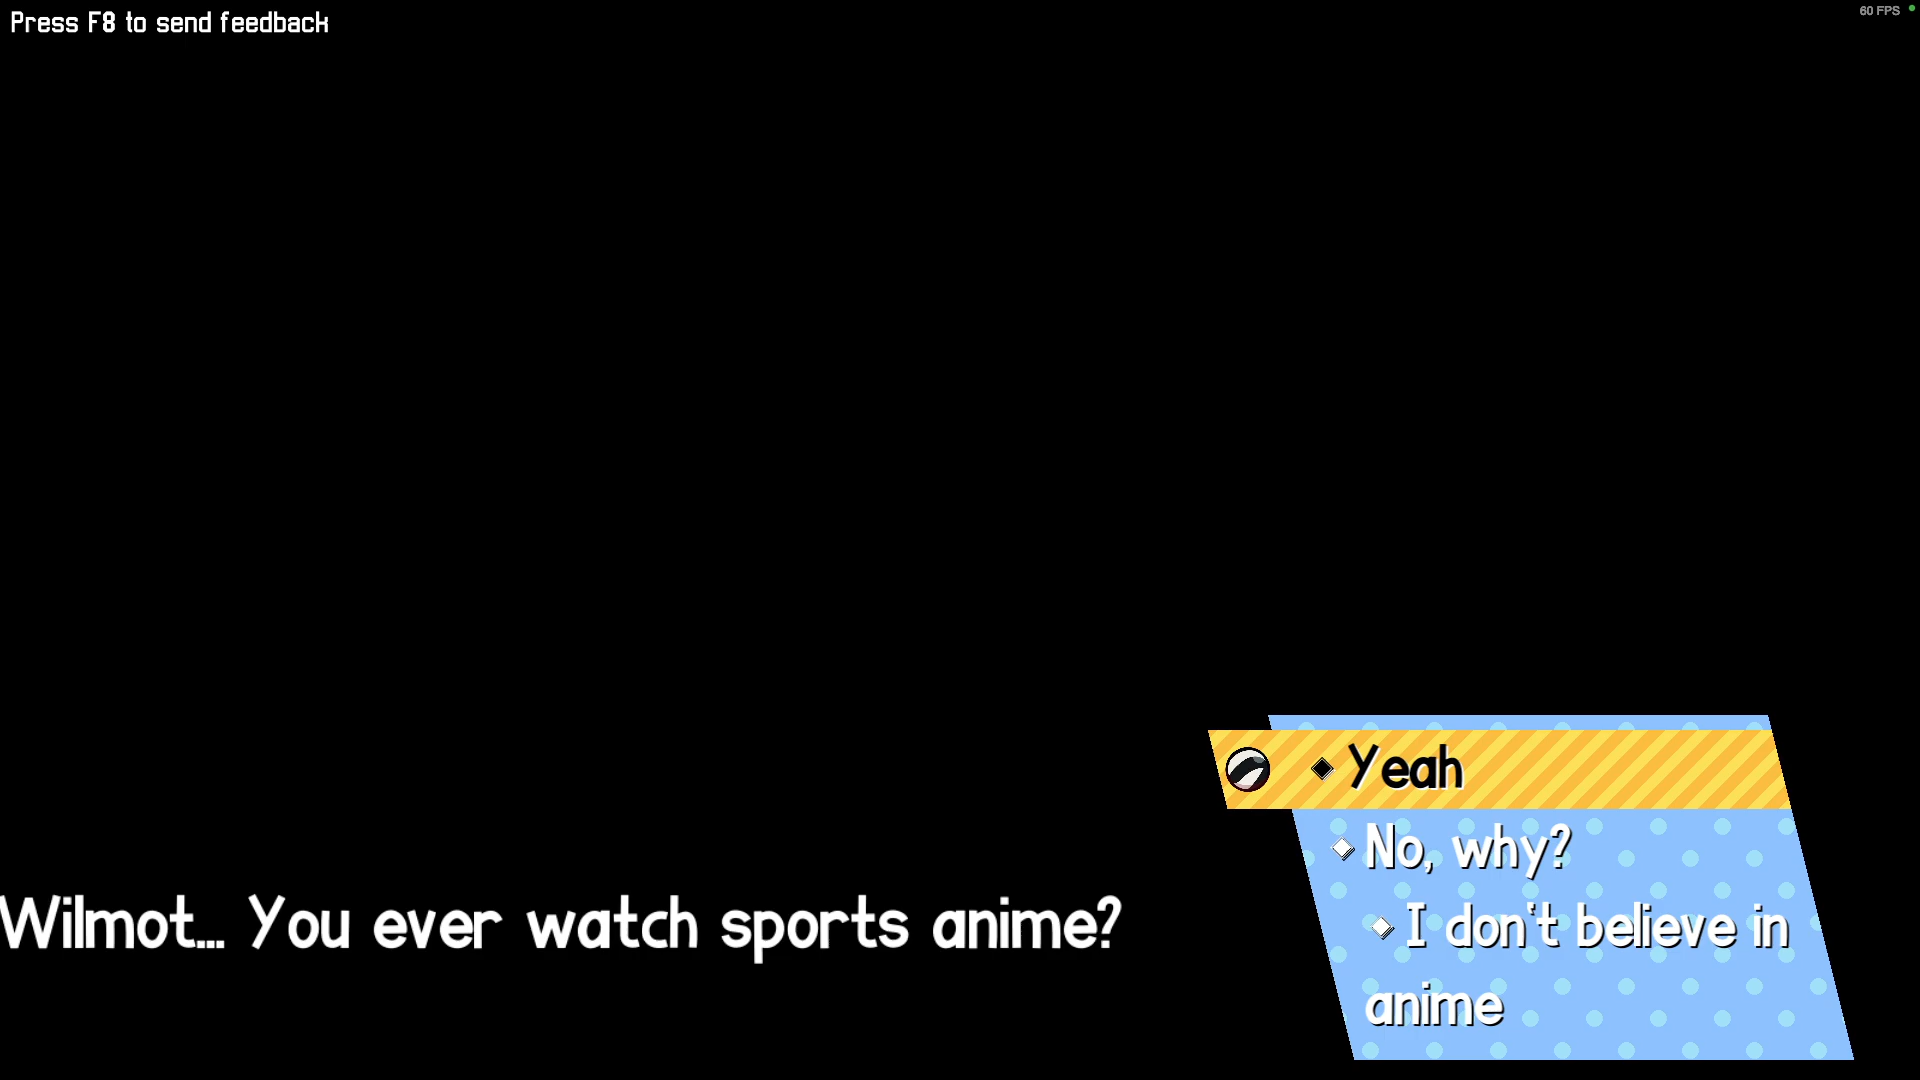 Press F8 to send feedback
60 FPS
Yeah
No, why?
Wilmot... You ever watch sports anime?
I don't believe in
anime